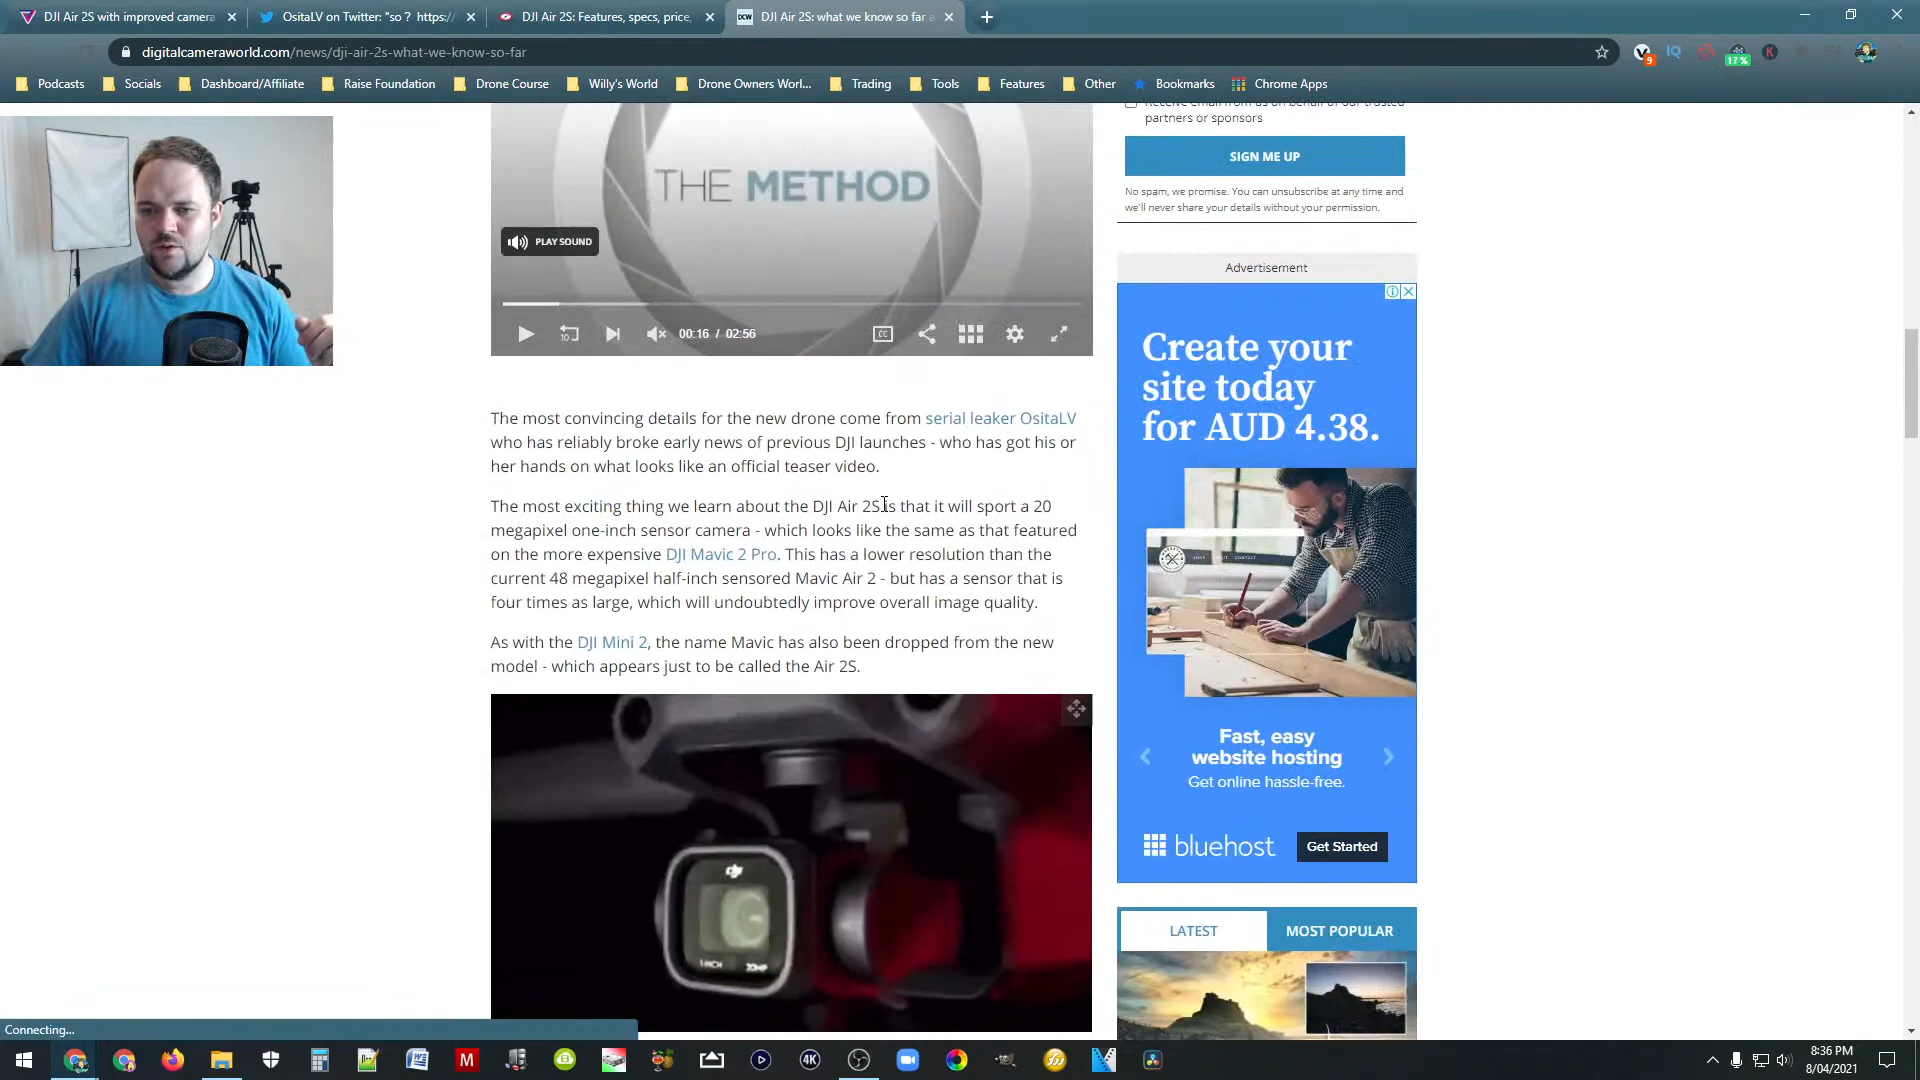 DJI Air 2S with improved camera
OsitaLV on Twitter: "so ? https:/
DJI Air 2S: Features, specs, price,
DCW
DJI Air 2S: what we know so far a
digitalcameraworld.com/news/dji-air-2s-what-we-know-so-far
9
IQ
17 %
K
Podcasts
Socials
Dashboard/Affiliate
Raise Foundation
Drone Course
Willy's World
Drone Owners Worl...
Trading
Tools
Features
Other
Bookmarks
Chrome Apps
Receive email from us on behalf of our trusted
partners or sponsors
SIGN ME UP
No spam, we promise. You can unsubscribe at any time and
we'll never share your details without your permission.
THE METHOD
PLAY SOUND
10
00:16 / 02:56
CC
The most convincing details for the new drone come from serial leaker OsitaLV
who has reliably broke early news of previous DJI launches - who has got his or
her hands on what looks like an official teaser video.
The most exciting thing we learn about the DJI Air 2S is that it will sport a 20
megapixel one-inch sensor camera - which looks like the same as that featured
on the more expensive DJI Mavic 2 Pro. This has a lower resolution than the
current 48 megapixel half-inch sensored Mavic Air 2 - but has a sensor that is
four times as large, which will undoubtedly improve overall image quality.
As with the DJI Mini 2, the name Mavic has also been dropped from the new
model - which appears just to be called the Air 2S.
dji
1-INCH 20MP
Advertisement
Create your
site today
for AUD 4.38.
Fast, easy
website hosting
Get online hassle-free.
bluehost
Get Started
LATEST
MOST POPULAR
Connecting...
M
4K
8:36 PM
8/04/2021